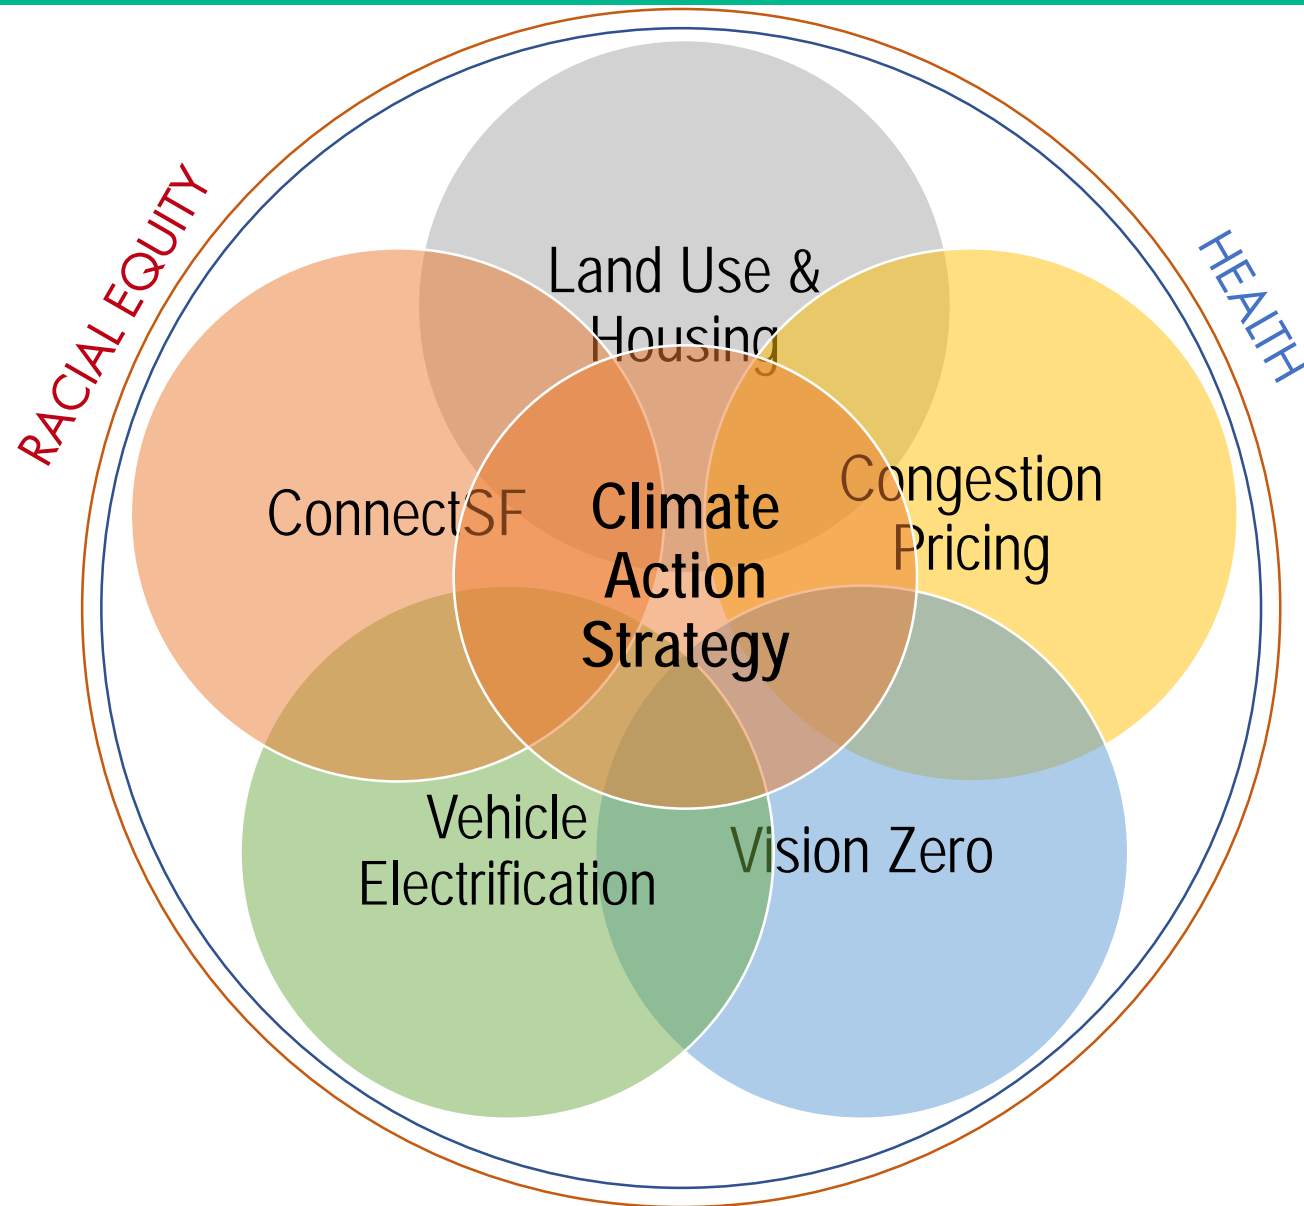 RACIAL EQUITY
HEALTH
Land Use &
Housing
ConnectSF
Climate
Action
Strategy
Congestion
Pricing
Vehicle
Electrification
Vision Zero